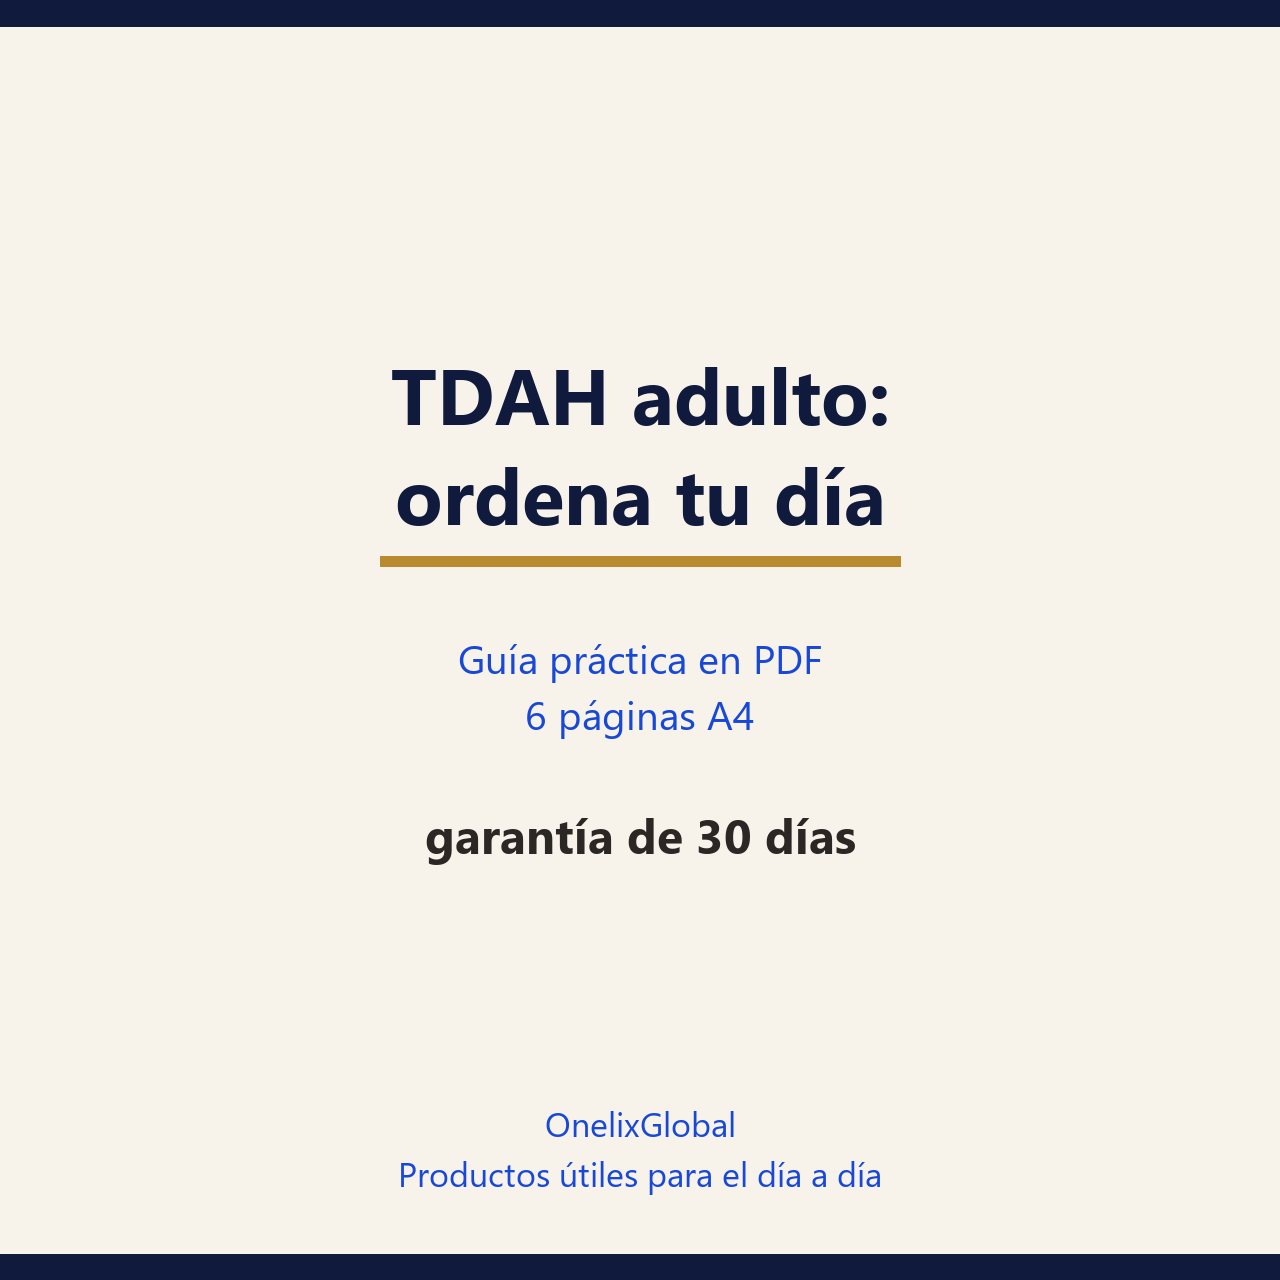 TDAH adulto:
ordena tu día
Guía práctica en PDF
6 páginas A4
garantía de 30 días
OnelixGlobal
Productos útiles para el día a día